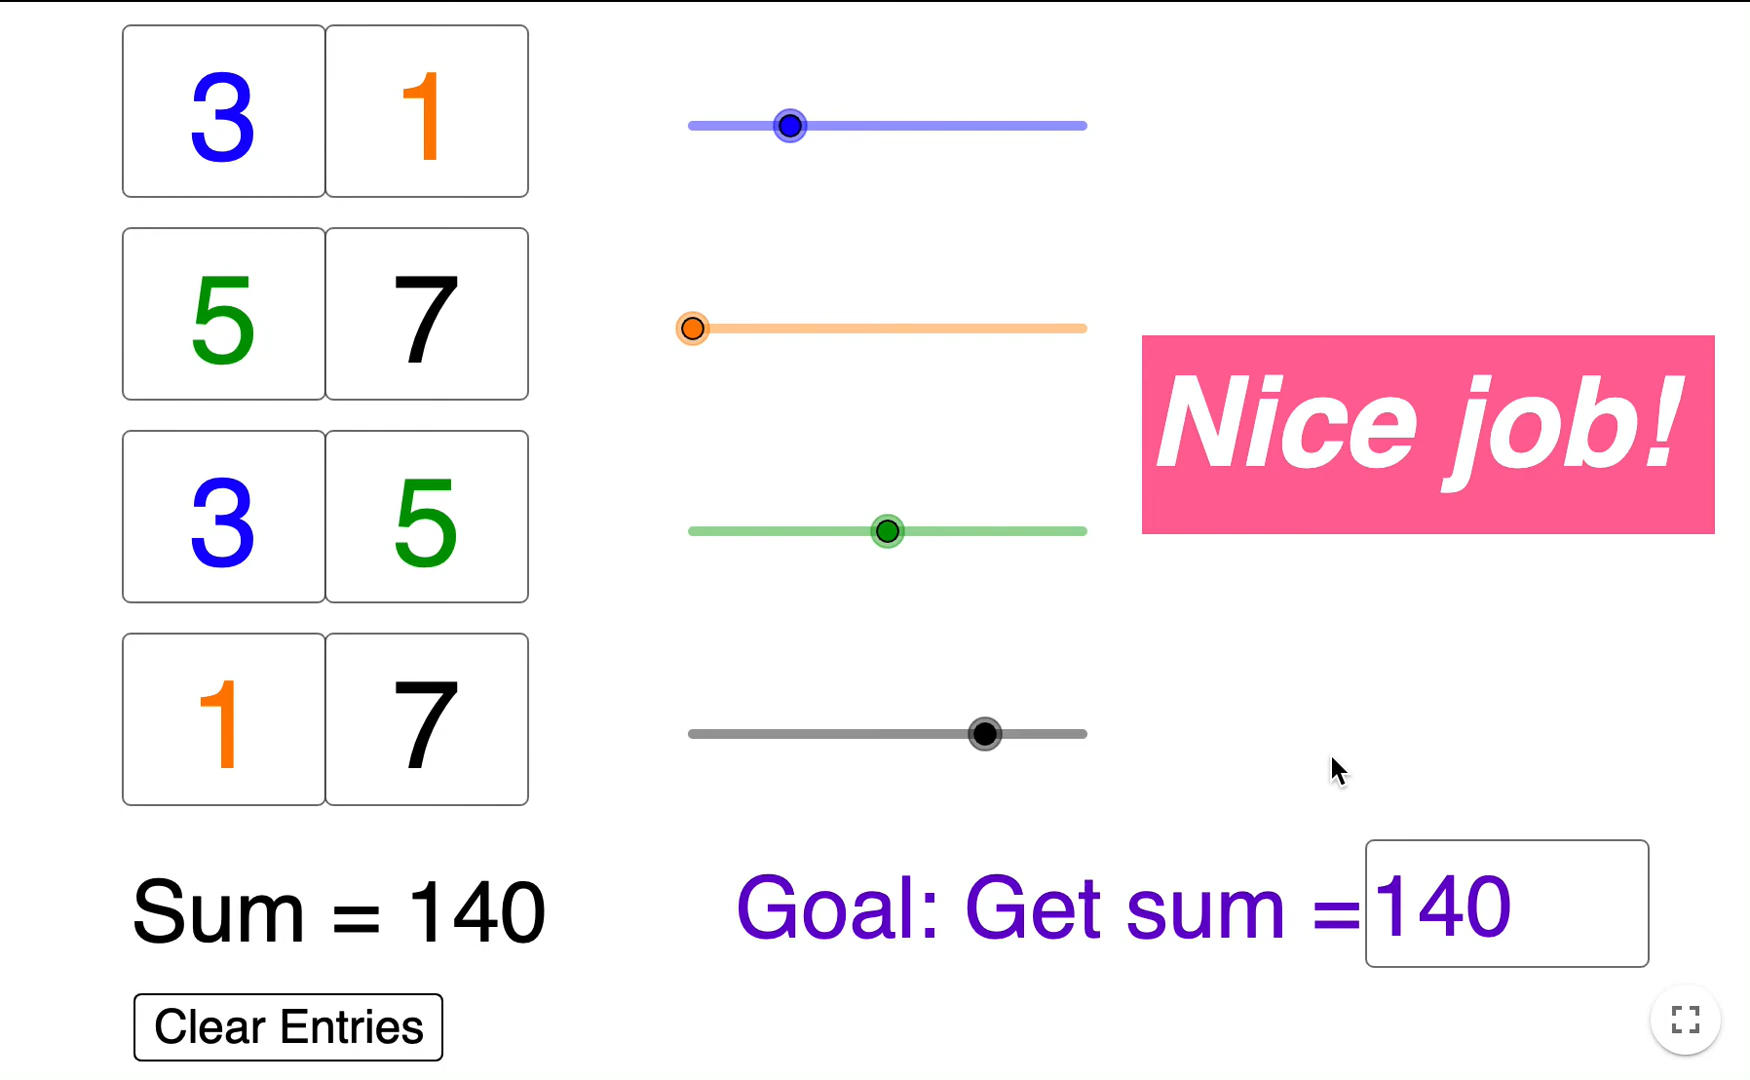 3 1
5 7
Nice job!
3 5
1 7
Sum = 140
Goal: Get sum = 140
Clear Entries